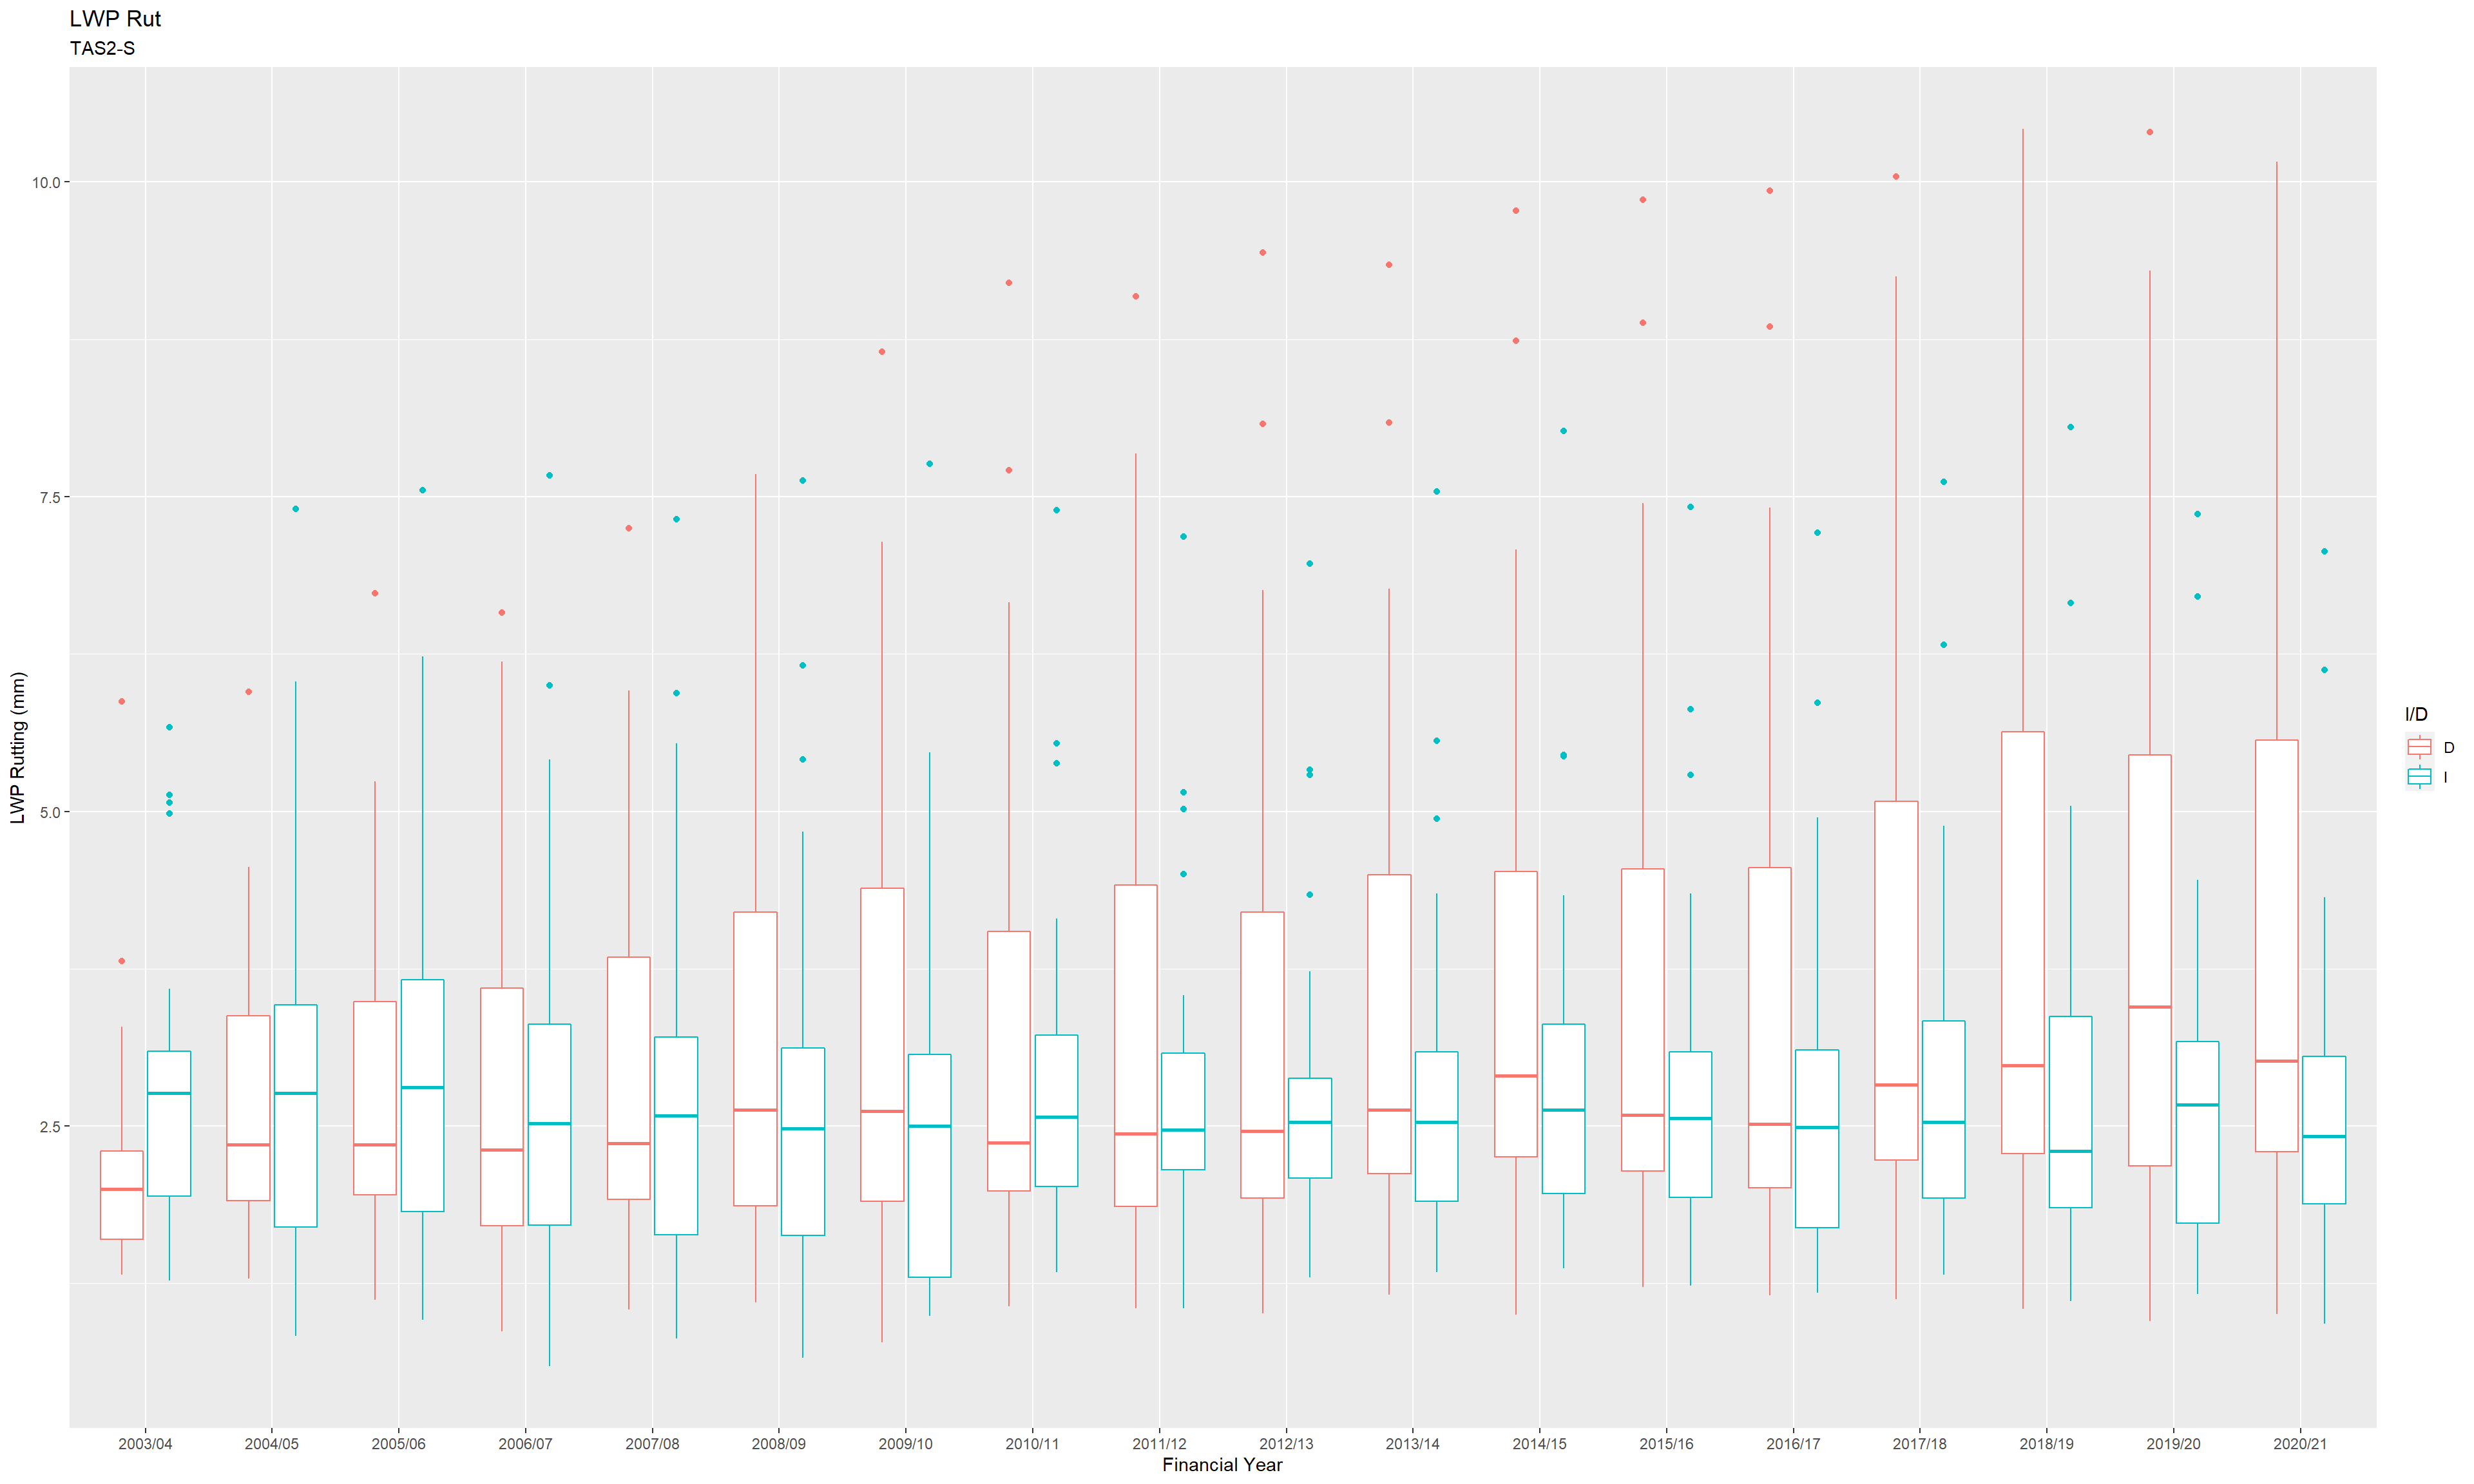 LWP Rut
TAS2-S
LWP Rutting (mm)
10.0
7.5
5.0
2.5
2003/04 2004/05 2005/06 2006/07 2007/08 2008/09 2009/10 2010/11 2011/12 2012/13 2013/14 2014/15 2015/16 2016/17 2017/18 2018/19 2019/20 2020/21
Financial Year
I/D
D
I